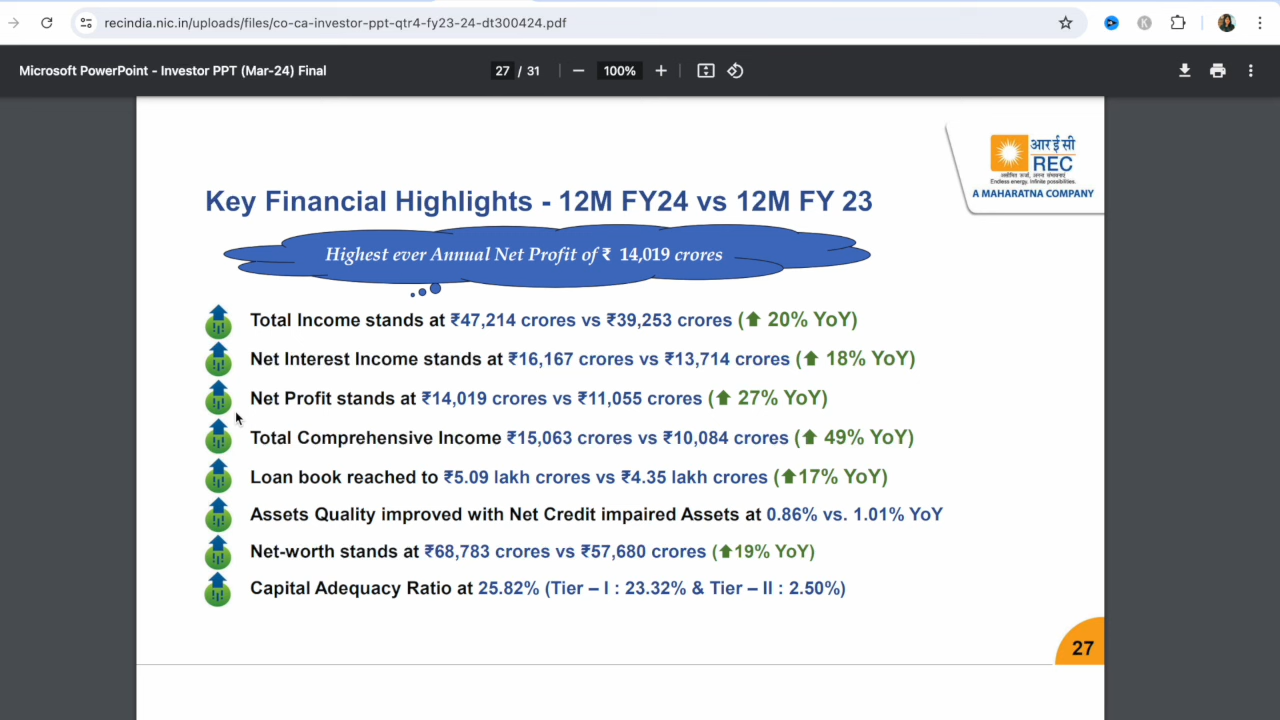 recindia.nic.in/uploads/files/co-ca-investor-ppt-qtr4-fy23-24-dt300424.pdf
K
Microsoft PowerPoint - Investor PPT (Mar-24) Final
27 / 31
100%
आर ई सी
REC
Endless energy. Infinite possibilities.
A MAHARATNA COMPANY
Key Financial Highlights - 12M FY24 vs 12M FY 23
Highest ever Annual Net Profit of ₹ 14,019 crores
Total Income stands at ₹47,214 crores vs ₹39,253 crores (⬆ 20% YoY)
Net Interest Income stands at ₹16,167 crores vs ₹13,714 crores (⬆ 18% YoY)
Net Profit stands at ₹14,019 crores vs ₹11,055 crores (⬆ 27% YoY)
Total Comprehensive Income ₹15,063 crores vs ₹10,084 crores (⬆ 49% YoY)
Loan book reached to ₹5.09 lakh crores vs ₹4.35 lakh crores (⬆17% YoY)
Assets Quality improved with Net Credit impaired Assets at 0.86% vs. 1.01% YoY
Net-worth stands at ₹68,783 crores vs ₹57,680 crores (⬆19% YoY)
Capital Adequacy Ratio at 25.82% (Tier – I : 23.32% & Tier – II : 2.50%)
27